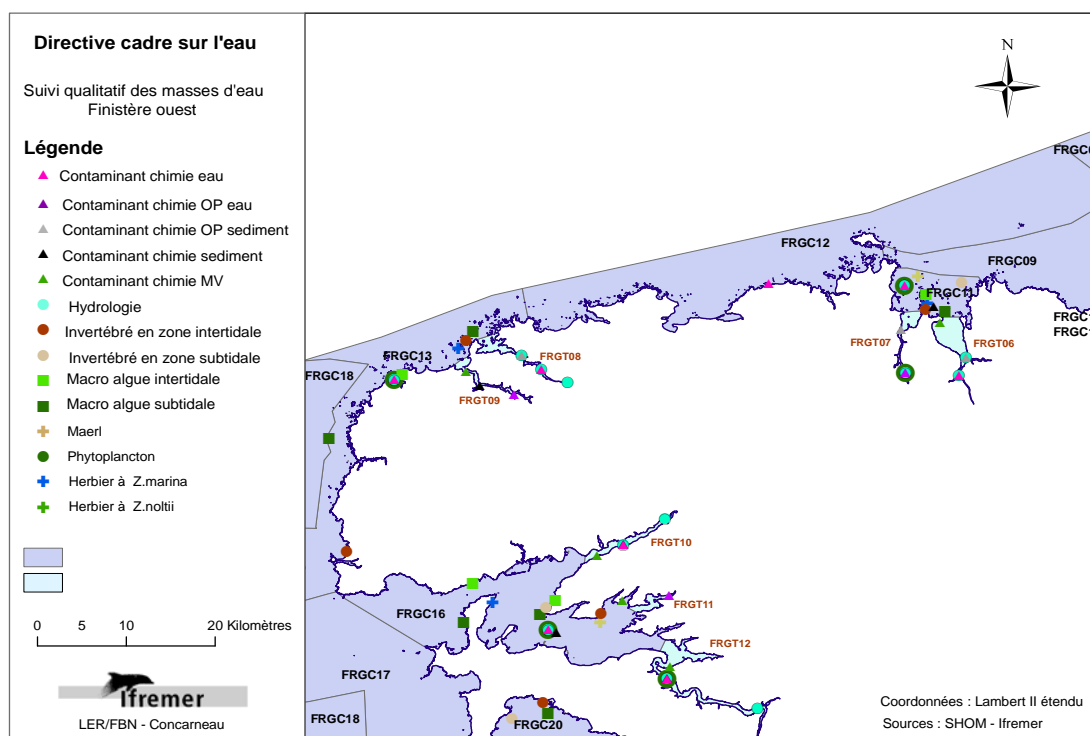 Directive cadre sur l'eau
Suivi qualitatif des masses d'eau
Finistère ouest
Légende
Contaminant chimie eau
Contaminant chimie OP eau
Contaminant chimie OP sediment
Contaminant chimie sediment
Contaminant chimie MV
Hydrologie
Invertébré en zone intertidale
Invertébré en zone subtidale
Macro algue intertidale
Macro algue subtidale
Maerl
Phytoplancton
Herbier à Z.marina
Herbier à Z.noltii
0 5 10 20 Kilomètres
Ifremer
LER/FBN - Concarneau
N
FRGC12
FRGC09
FRGC11
FRGT07
FRGT06
FRGC13
FRGC18
FRGT08
FRGT09
FRGT10
FRGT11
FRGC16
FRGT12
FRGC17
FRGC18
FRGC20
Coordonnées : Lambert II étendu
Sources : SHOM - Ifremer